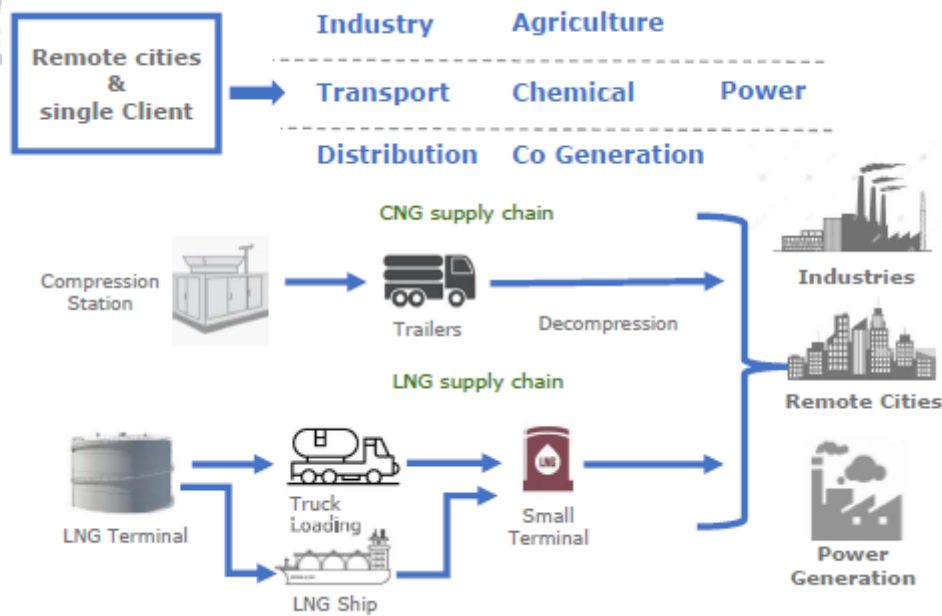 Industry Agriculture
Remote cities
&
single Client
Transport Chemical Power
Distribution Co Generation
CNG supply chain
Compression
Station
Trailers
Decompression
Industries
LNG supply chain
Remote Cities
LNG
LNG Terminal
Truck
Loading
Small
Terminal
LNG Ship
Power
Generation